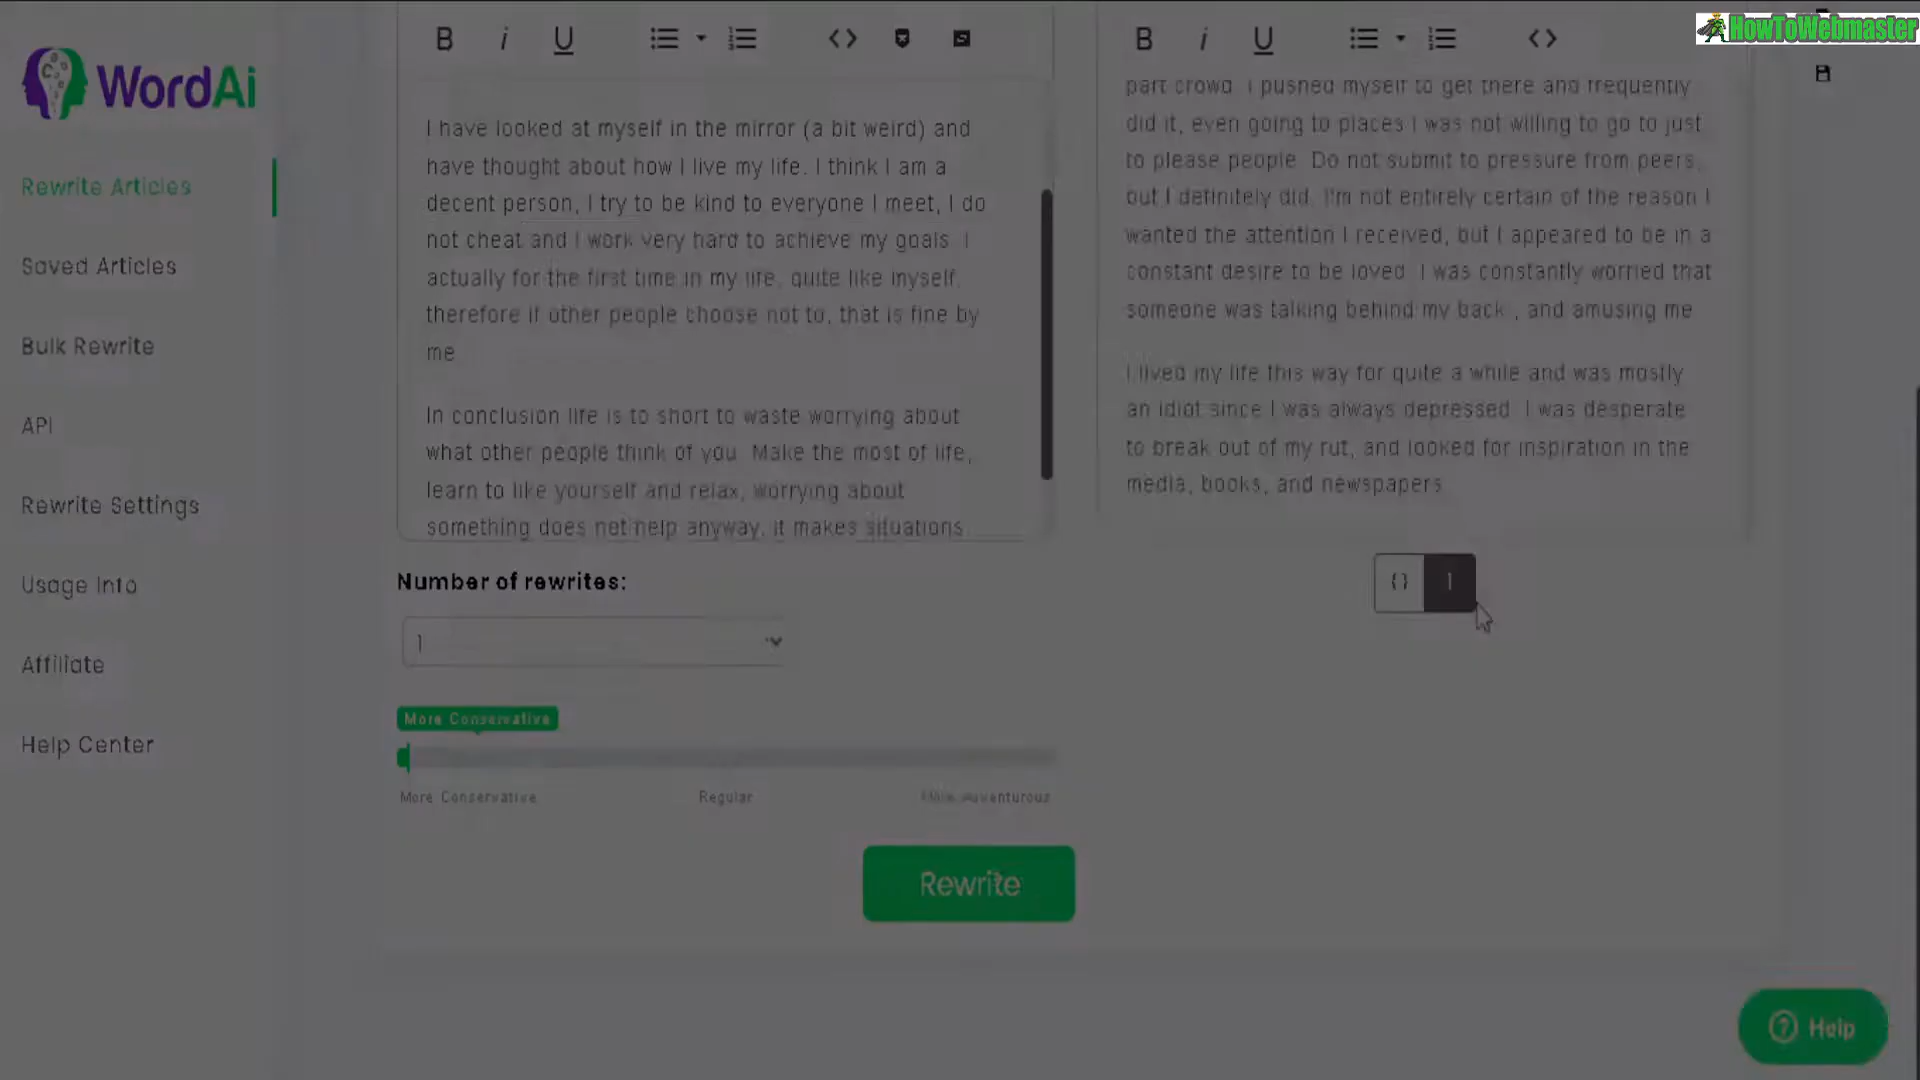 HowToWebmaster
WordAi
Rewrite Articles
Saved Articles
Bulk Rewrite
API
Rewrite Settings
Usage Info
Affiliate
Help Center
B i U
I have looked at myself in the mirror (a bit weird) and
have thought about how I live my life. I think I am a
decent person, I try to be kind to everyone I meet, I do
not cheat and I work very hard to achieve my goals. I
actually for the first time in my life, quite like myself,
therefore if other people choose not to, that is fine by
me.
In conclusion life is to short to waste worrying about
what other people think of you. Make the most of life,
learn to like yourself and relax, worrying about
something does not help anyway, it makes situations
Number of rewrites:
1
More Conservative
More Conservative Regular More Adventurous
Rewrite
B i U
part crowd. I pushed myself to get there and frequently
did it, even going to places I was not willing to go to just
to please people. Do not submit to pressure from peers,
but I definitely did. I'm not entirely certain of the reason I
wanted the attention I received, but I appeared to be in a
constant desire to be loved. I was constantly worried that
someone was talking behind my back , and amusing me.
I lived my life this way for quite a while and was mostly
an idiot since I was always depressed. I was desperate
to break out of my rut, and looked for inspiration in the
media, books, and newspapers.
{} 1
Help